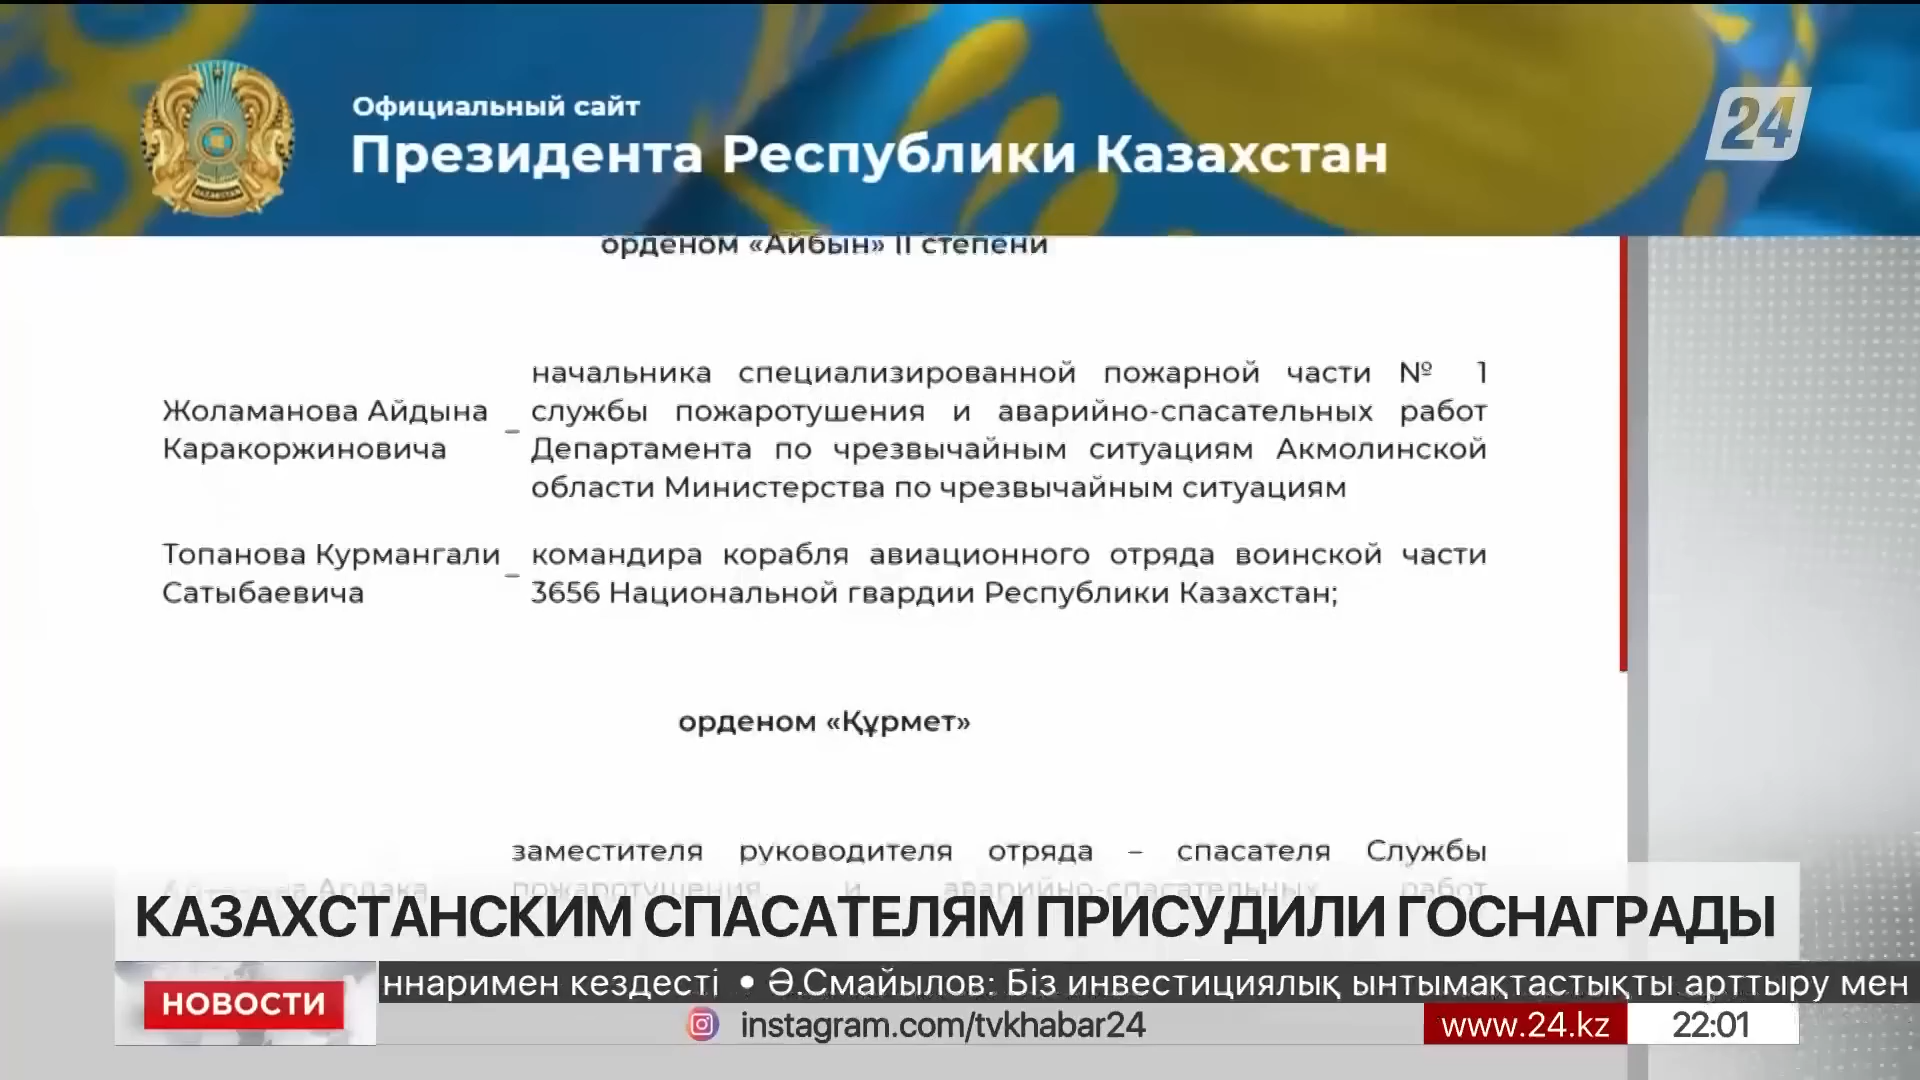 Официальный сайт
Президента Республики Казахстан
24
орденом «Айбын» II степени
начальника специализированной пожарной части № 1
Жоламанова Айдына – службы пожаротушения и аварийно-спасательных работ
Каракоржиновича Департамента по чрезвычайным ситуациям Акмолинской
области Министерства по чрезвычайным ситуациям
Топанова Курмангали – командира корабля авиационного отряда воинской части
Сатыбаевича 3656 Национальной гвардии Республики Казахстан;
орденом «Құрмет»
заместителя руководителя отряда – спасателя Службы
пожаротушения и аварийно-спасательных работ
КАЗАХСТАНСКИМ СПАСАТЕЛЯМ ПРИСУДИЛИ ГОСНАГРАДЫ
ннаримен кездесті • Ә.Смайылов: Біз инвестициялық ынтымақтастықты арттыру мен
НОВОСТИ
instagram.com/tvkhabar24
www.24.kz 22:01